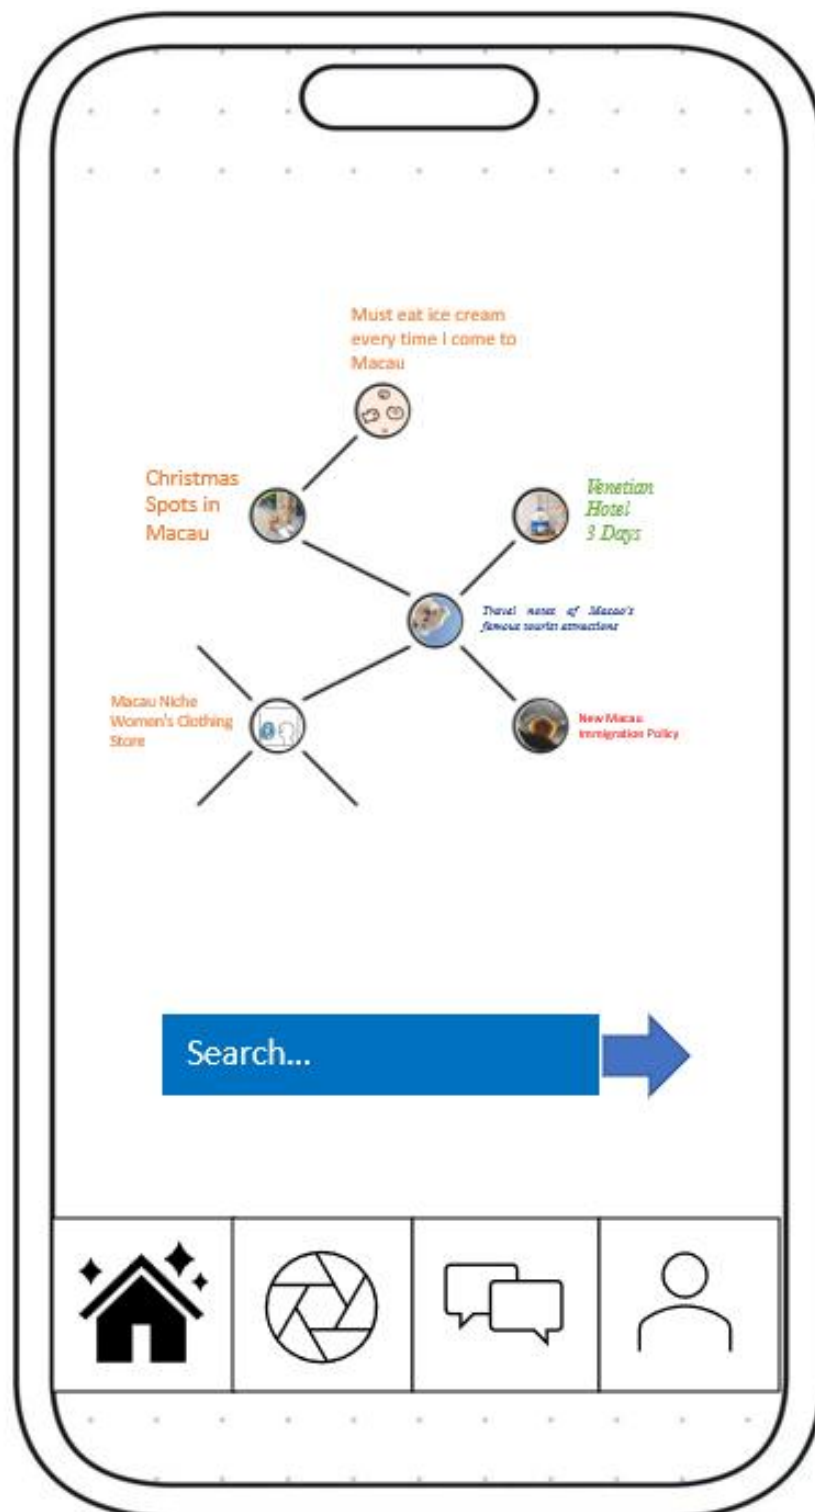 Must eat ice cream
every time I come to
Macau
Christmas
Spots in
Macau
Venetian
Hotel
3 Days
Travel notes of Macao's
famous tourist attractions
Macau Niche
Women's Clothing
Store
New Macau
Immigration Policy
Search...